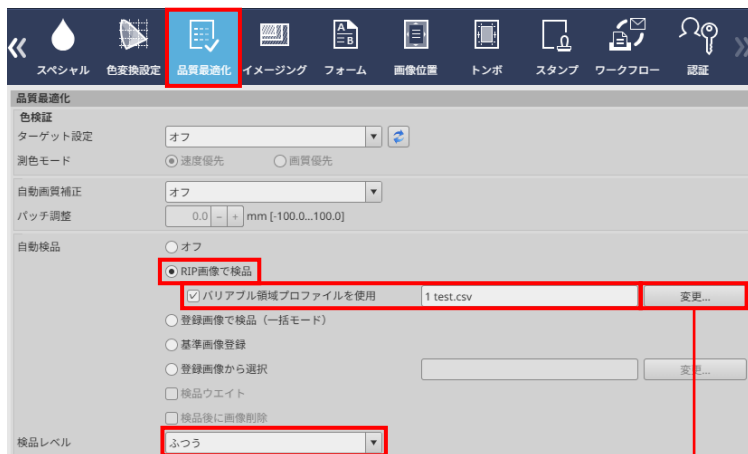 スペシャル 色変換設定 品質最適化 イメージング フォーム 画像位置 トンボ スタンプ ワークフロー 認証
品質最適化
色検証
ターゲット設定 オフ
測色モード 速度優先 画質優先
自動画質補正 オフ
パッチ調整 0.0 - + mm [-100.0...100.0]
自動検品 オフ
RIP画像で検品
バリアブル領域プロファイルを使用 1 test.csv 変更...
登録画像で検品（一括モード）
基準画像登録
登録画像から選択 変更...
検品ウエイト
検品後に画像削除
検品レベル ふつう